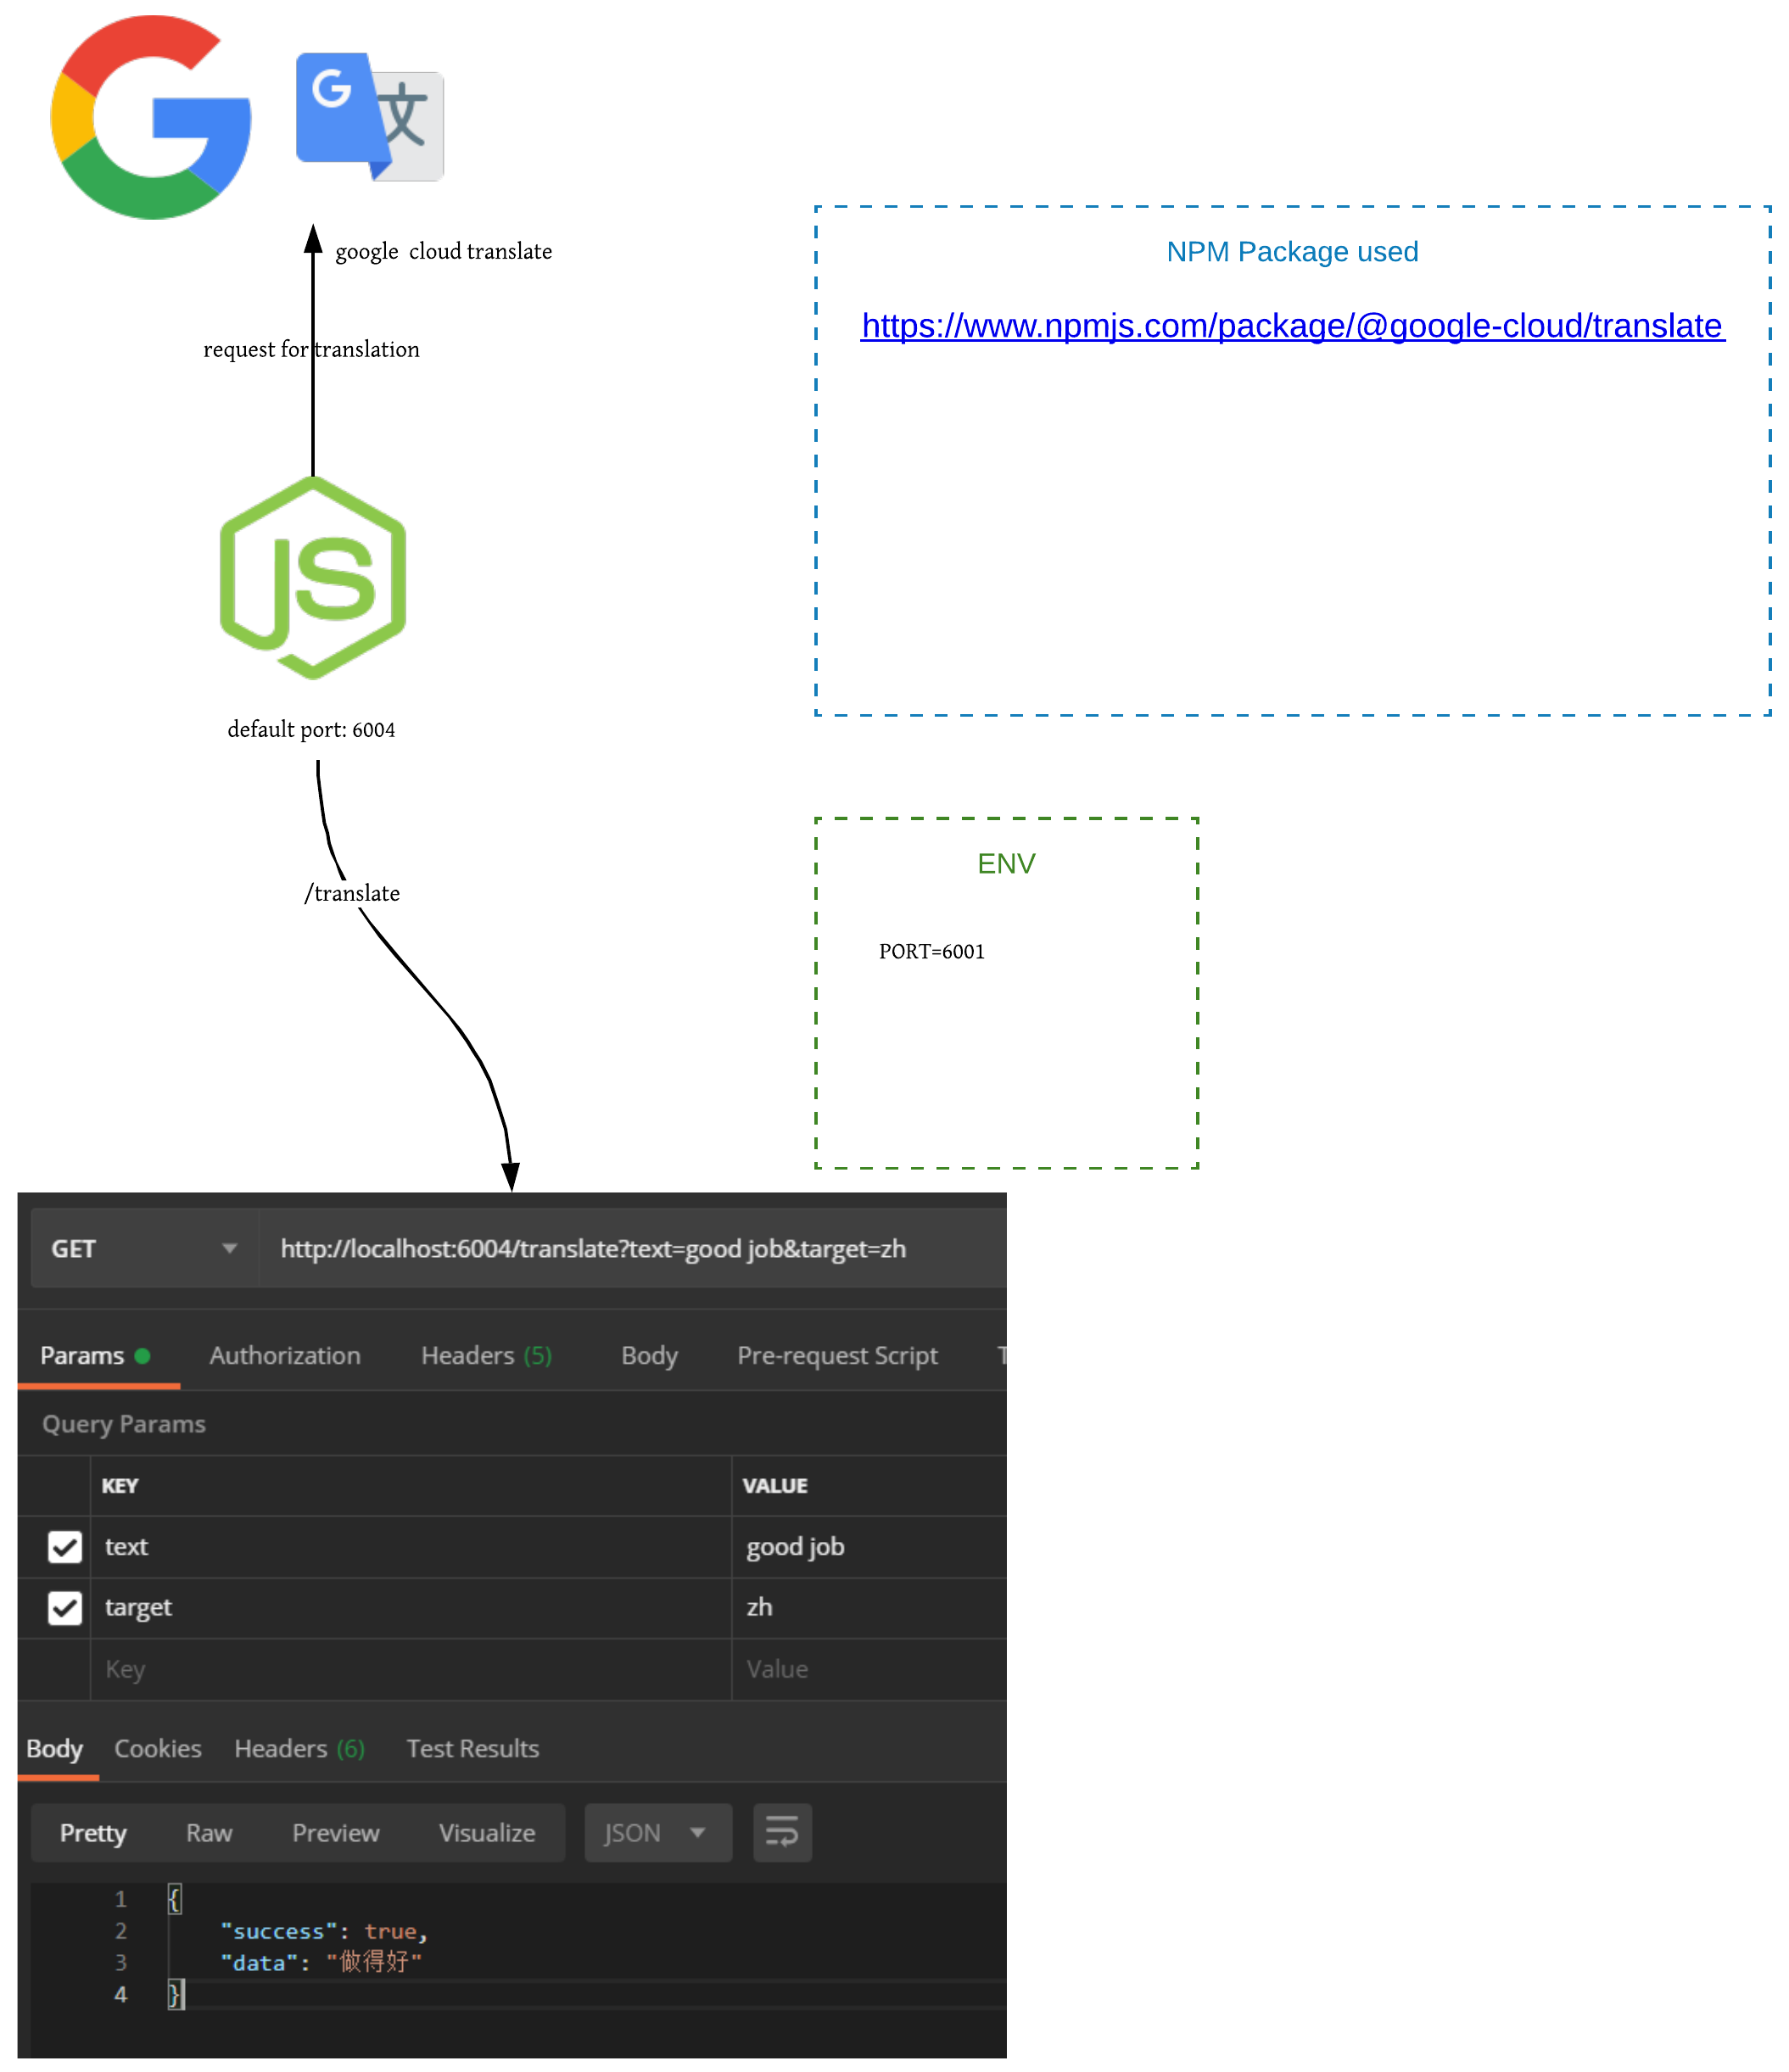 google  cloud translate
request for translation
NPM Package used
https://www.npmjs.com/package/@google-cloud/translate
JS
default port: 6004
/translate
ENV
PORT=6001
GET http://localhost:6004/translate?text=good job&target=zh
Params Authorization Headers (5) Body Pre-request Script T
Query Params
KEY VALUE
text good job
target zh
Key Value
Body Cookies Headers (6) Test Results
Pretty Raw Preview Visualize JSON
1 {
2 "success": true,
3 "data": "做得好"
4 }